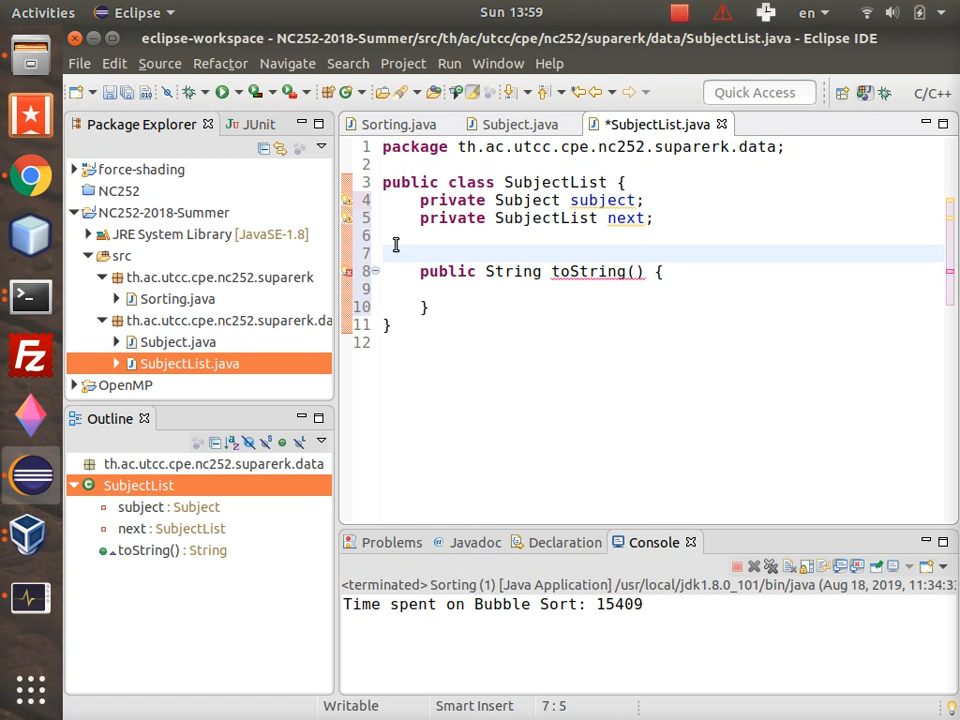 Activities Eclipse Sun 13:59 en
eclipse-workspace - NC252-2018-Summer/src/th/ac/utcc/cpe/nc252/suparerk/data/SubjectList.java - Eclipse IDE
File Edit Source Refactor Navigate Search Project Run Window Help
Quick Access C/C++
Package Explorer JUnit
force-shading
NC252
NC252-2018-Summer
JRE System Library [JavaSE-1.8]
src
th.ac.utcc.cpe.nc252.suparerk
Sorting.java
th.ac.utcc.cpe.nc252.suparerk.da
Subject.java
SubjectList.java
OpenMP
Outline
th.ac.utcc.cpe.nc252.suparerk.data
SubjectList
subject : Subject
next : SubjectList
toString() : String
Sorting.java Subject.java *SubjectList.java
1 package th.ac.utcc.cpe.nc252.suparerk.data;
2
3 public class SubjectList {
4 private Subject subject;
5 private SubjectList next;
6
7
8 public String toString() {
9
10 }
11 }
12
Problems Javadoc Declaration Console
<terminated> Sorting (1) [Java Application] /usr/local/jdk1.8.0_101/bin/java (Aug 18, 2019, 11:34:3
Time spent on Bubble Sort: 15409
Writable Smart Insert 7 : 5